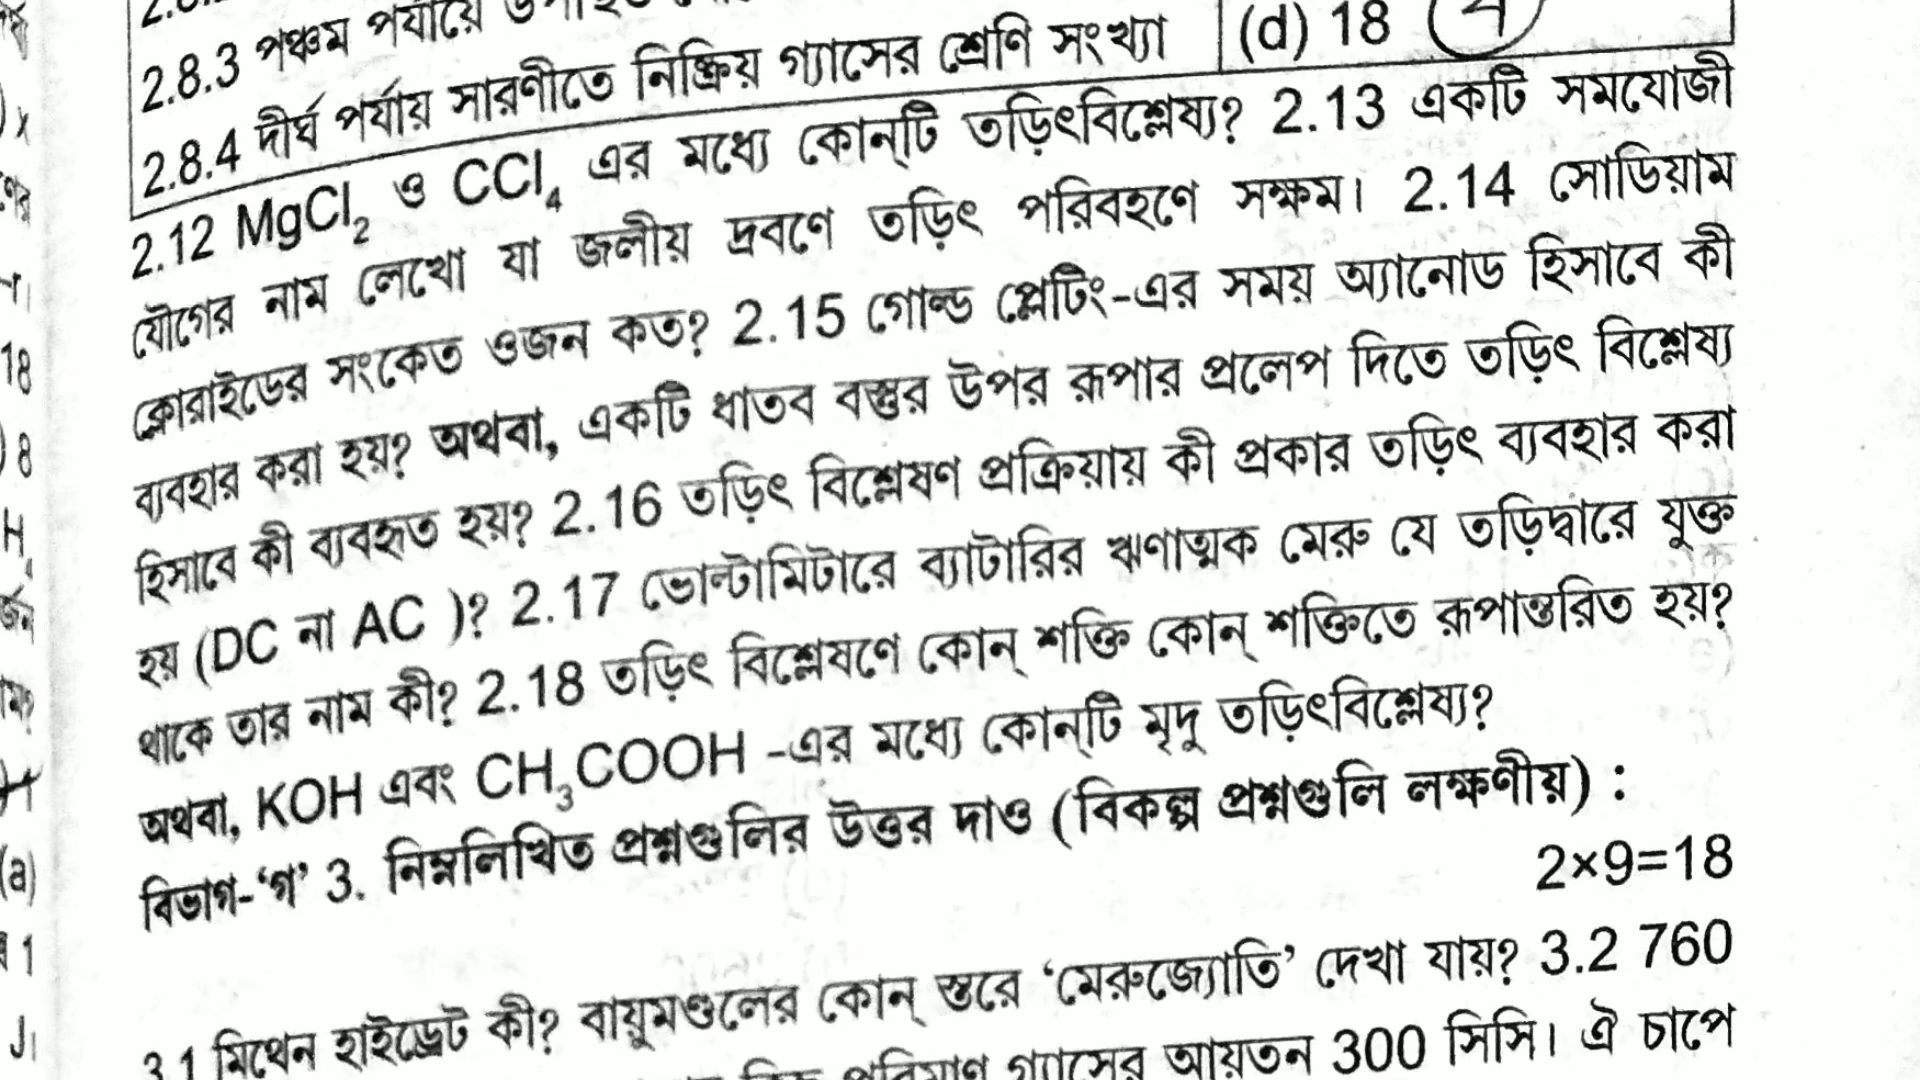 2.8.3 পঞ্চম পর্যায়ে
2.8.4 দীর্ঘ পর্যায় সারণীতে নিষ্ক্রিয় গ্যাসের শ্রেণি সংখ্যা (d) 18
2.12 MgCl₂ ও CCl₄ এর মধ্যে কোন্‌টি তড়িৎবিশ্লেষ্য? 2.13 একটি সমযোজী
যৌগের নাম লেখো যা জলীয় দ্রবণে তড়িৎ পরিবহণে সক্ষম। 2.14 সোডিয়াম
ক্লোরাইডের সংকেত ওজন কত? 2.15 গোল্ড প্লেটিং-এর সময় অ্যানোড হিসাবে কী
ব্যবহার করা হয়? অথবা, একটি ধাতব বস্তুর উপর রূপার প্রলেপ দিতে তড়িৎ বিশ্লেষ্য
হিসাবে কী ব্যবহৃত হয়? 2.16 তড়িৎ বিশ্লেষণ প্রক্রিয়ায় কী প্রকার তড়িৎ ব্যবহার করা
হয় (DC না AC )? 2.17 ভোল্টামিটারে ব্যাটারির ঋণাত্মক মেরু যে তড়িদ্বারে যুক্ত
থাকে তার নাম কী? 2.18 তড়িৎ বিশ্লেষণে কোন্ শক্তি কোন্ শক্তিতে রূপান্তরিত হয়?
অথবা, KOH এবং CH₃COOH -এর মধ্যে কোন্‌টি মৃদু তড়িৎবিশ্লেষ্য?
বিভাগ-‘গ’ 3. নিম্নলিখিত প্রশ্নগুলির উত্তর দাও (বিকল্প প্রশ্নগুলি লক্ষণীয়) :
2×9=18
3.1 মিথেন হাইড্রেট কী? বায়ুমণ্ডলের কোন্ স্তরে ‘মেরুজ্যোতি’ দেখা যায়? 3.2 760
পরিমাণ গ্যাসের আয়তন 300 সিসি। ঐ চাপে